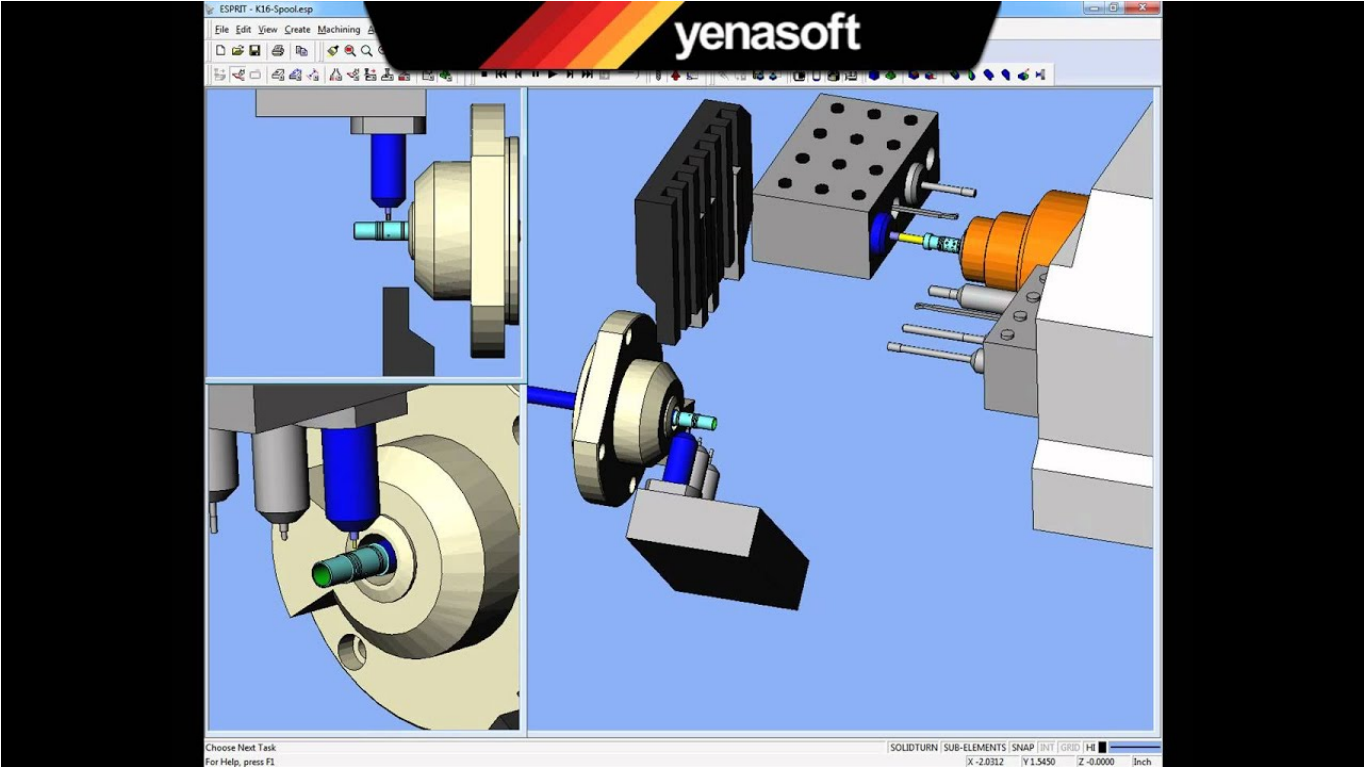 ESPRIT - K16-Spool.esp
yenasoft
File Edit View Create Machining
Choose Next Task
SOLIDTURN SUB-ELEMENTS SNAP INT GRID HI
For Help, press F1
X -2.0312 Y 1.5450 Z -0.0000 Inch